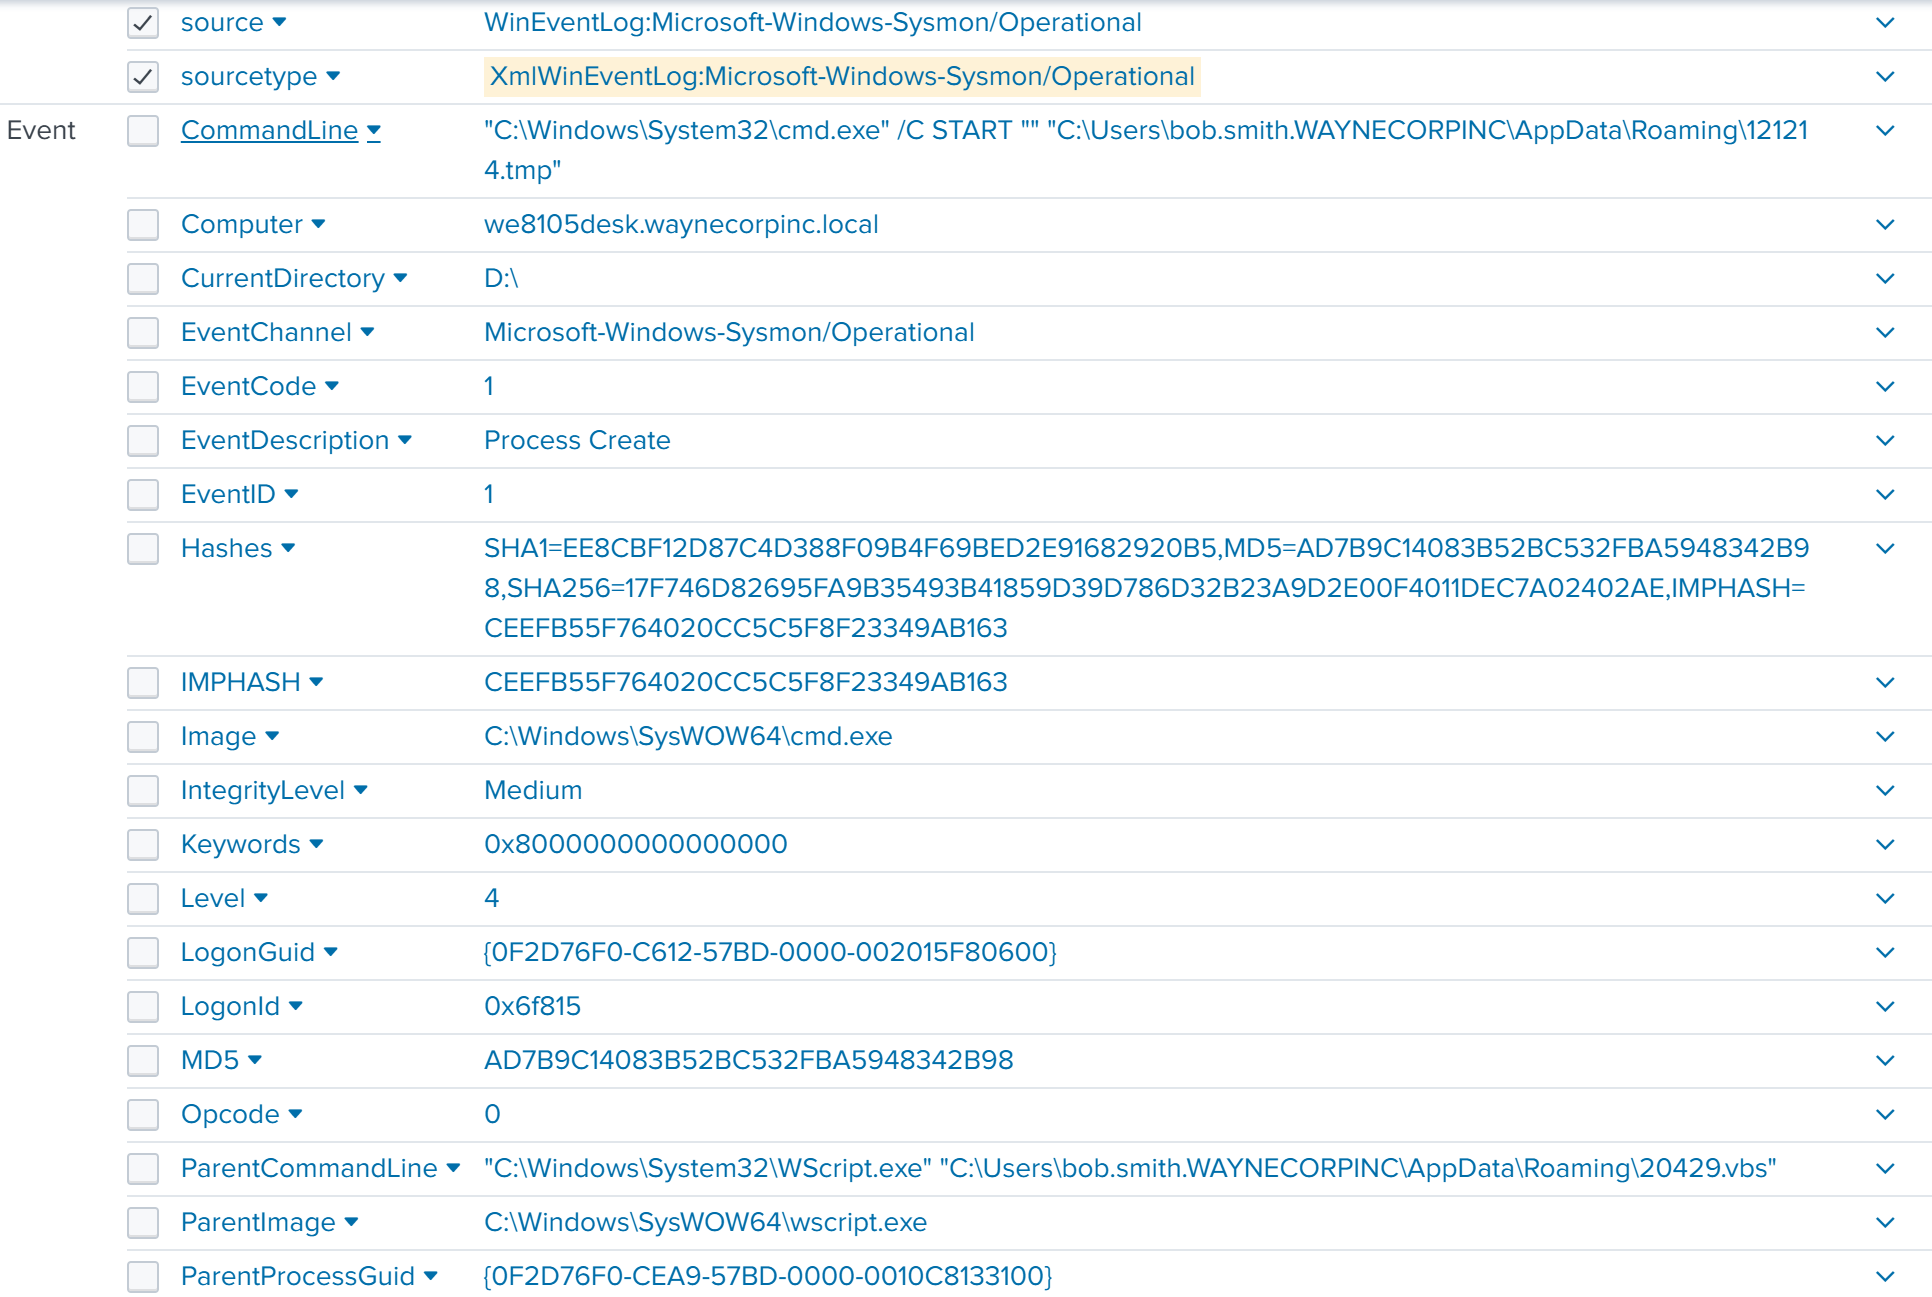 source WinEventLog:Microsoft-Windows-Sysmon/Operational
sourcetype XmlWinEventLog:Microsoft-Windows-Sysmon/Operational
Event CommandLine "C:\Windows\System32\cmd.exe" /C START "" "C:\Users\bob.smith.WAYNECORPINC\AppData\Roaming\12121
4.tmp"
Computer we8105desk.waynecorpinc.local
CurrentDirectory D:\
EventChannel Microsoft-Windows-Sysmon/Operational
EventCode 1
EventDescription Process Create
EventID 1
Hashes SHA1=EE8CBF12D87C4D388F09B4F69BED2E91682920B5,MD5=AD7B9C14083B52BC532FBA5948342B9
8,SHA256=17F746D82695FA9B35493B41859D39D786D32B23A9D2E00F4011DEC7A02402AE,IMPHASH=
CEEFB55F764020CC5C5F8F23349AB163
IMPHASH CEEFB55F764020CC5C5F8F23349AB163
Image C:\Windows\SysWOW64\cmd.exe
IntegrityLevel Medium
Keywords 0x8000000000000000
Level 4
LogonGuid {0F2D76F0-C612-57BD-0000-002015F80600}
LogonId 0x6f815
MD5 AD7B9C14083B52BC532FBA5948342B98
Opcode 0
ParentCommandLine "C:\Windows\System32\WScript.exe" "C:\Users\bob.smith.WAYNECORPINC\AppData\Roaming\20429.vbs"
ParentImage C:\Windows\SysWOW64\wscript.exe
ParentProcessGuid {0F2D76F0-CEA9-57BD-0000-0010C8133100}